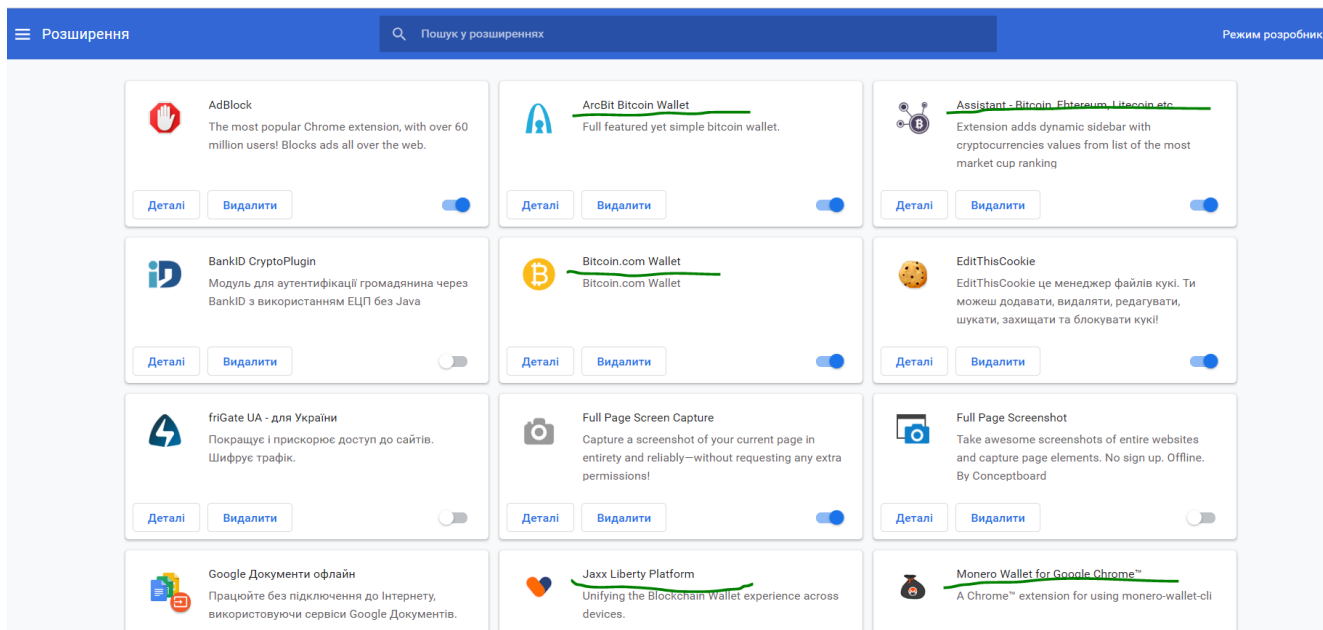 Розширення
Пошук у розширеннях
Режим розробник
AdBlock
The most popular Chrome extension, with over 60
million users! Blocks ads all over the web.
Деталі
Видалити
ArcBit Bitcoin Wallet
Full featured yet simple bitcoin wallet.
Деталі
Видалити
Assistant - Bitcoin, Ehtereum, Litecoin etc
Extension adds dynamic sidebar with
cryptocurrencies values from list of the most
market cup ranking
Деталі
Видалити
BankID CryptoPlugin
Модуль для аутентифікації громадянина через
BankID з використанням ЕЦП без Java
Деталі
Видалити
Bitcoin.com Wallet
Bitcoin.com Wallet
Деталі
Видалити
EditThisCookie
EditThisCookie це менеджер файлів кукі. Ти
можеш додавати, видаляти, редагувати,
шукати, захищати та блокувати кукі!
Деталі
Видалити
friGate UA - для України
Покращує і прискорює доступ до сайтів.
Шифрує трафік.
Деталі
Видалити
Full Page Screen Capture
Capture a screenshot of your current page in
entirety and reliably—without requesting any extra
permissions!
Деталі
Видалити
Full Page Screenshot
Take awesome screenshots of entire websites
and capture page elements. No sign up. Offline.
By Conceptboard
Деталі
Видалити
Google Документи офлайн
Працюйте без підключення до Інтернету,
використовуючи сервіси Google Документів.
Jaxx Liberty Platform
Unifying the Blockchain Wallet experience across
devices.
Monero Wallet for Google Chrome™
A Chrome™ extension for using monero-wallet-cli